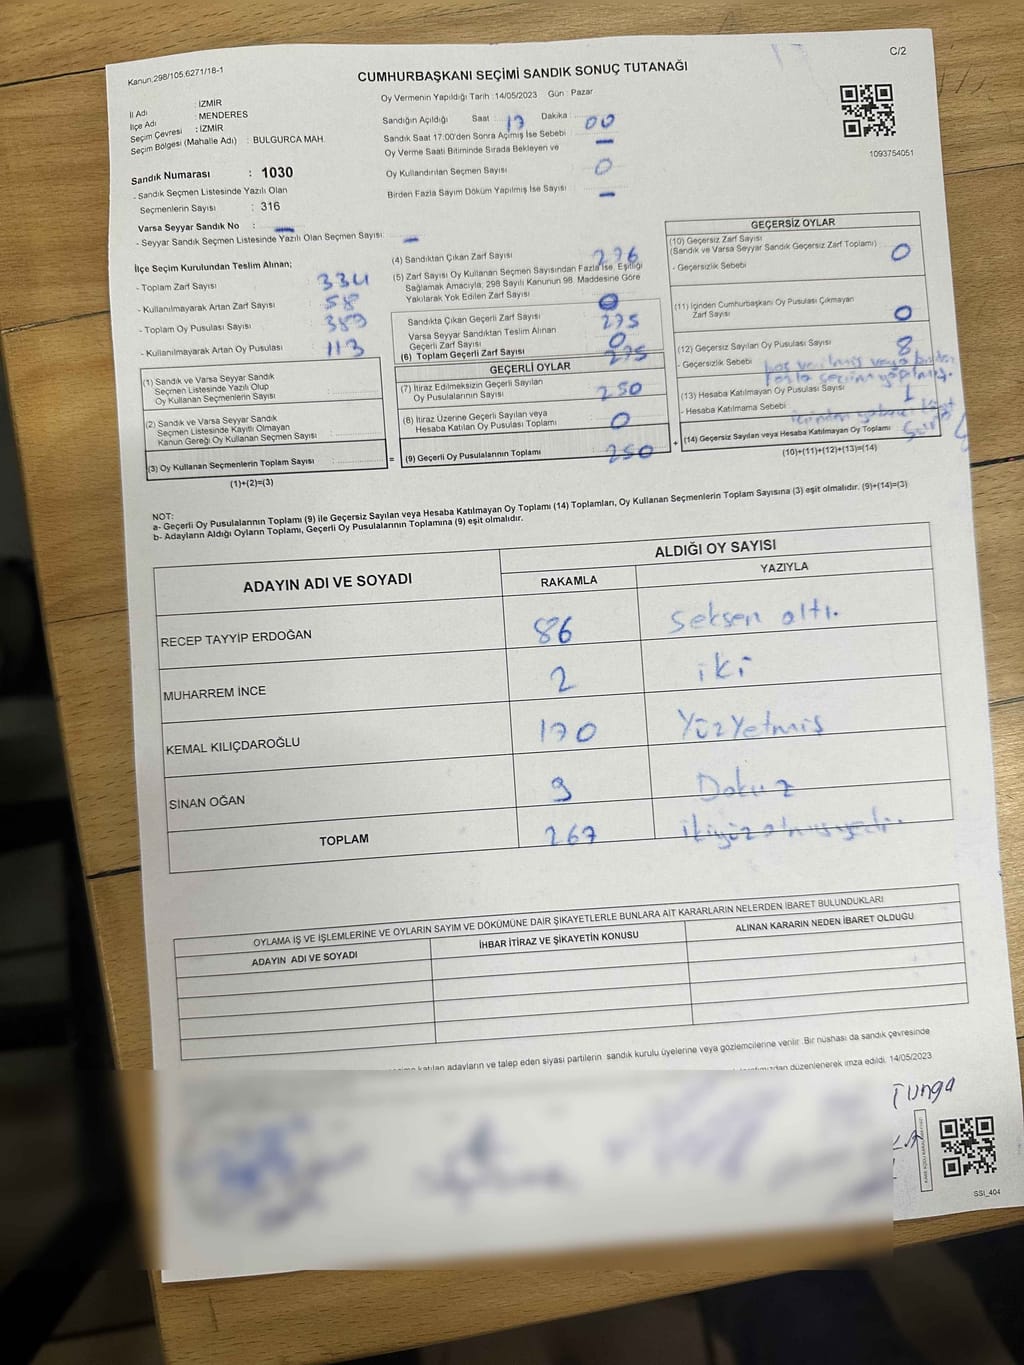 Kanun.298/105.6271/18-1
C/2
CUMHURBAŞKANI SEÇİMİ SANDIK SONUÇ TUTANAĞI
İl Adı : İZMİR
İlçe Adı : MENDERES
Seçim Çevresi : İZMİR
Seçim Bölgesi (Mahalle Adı) : BULGURCA MAH.
Oy Vermenin Yapıldığı Tarih : 14/05/2023 Gün : Pazar
Sandığın Açıldığı Saat : 17 Dakika : 00
Sandık Saat 17:00'den Sonra Açılmış İse Sebebi : —
Oy Verme Saati Bitiminde Sırada Bekleyen ve
Oy Kullandırılan Seçmen Sayısı : 0
Birden Fazla Sayım Döküm Yapılmış İse Sayısı : —
1093754051
Sandık Numarası : 1030
- Sandık Seçmen Listesinde Yazılı Olan
Seçmenlerin Sayısı : 316
Varsa Seyyar Sandık No : —
- Seyyar Sandık Seçmen Listesinde Yazılı Olan Seçmen Sayısı: —
İlçe Seçim Kurulundan Teslim Alınan;
- Toplam Zarf Sayısı : 334
- Kullanılmayarak Artan Zarf Sayısı : 58
- Toplam Oy Pusulası Sayısı :
- Kullanılmayarak Artan Oy Pusulası : 113
(1) Sandık ve Varsa Seyyar Sandık
Seçmen Listesinde Yazılı Olup
Oy Kullanan Seçmenlerin Sayısı :
(2) Sandık ve Varsa Seyyar Sandık
Seçmen Listesinde Kayıtlı Olmayan
Kanun Gereği Oy Kullanan Seçmen Sayısı :
(3) Oy Kullanan Seçmenlerin Toplam Sayısı : =
(1)+(2)=(3)
(4) Sandıktan Çıkan Zarf Sayısı : 276
(5) Zarf Sayısı Oy Kullanan Seçmen Sayısından Fazla İse, Eşitliği
Sağlamak Amacıyla; 298 Sayılı Kanunun 98. Maddesine Göre
Yakılarak Yok Edilen Zarf Sayısı : 0
Sandıkta Çıkan Geçerli Zarf Sayısı : 275
Varsa Seyyar Sandıktan Teslim Alınan
Geçerli Zarf Sayısı : 0
(6) Toplam Geçerli Zarf Sayısı : 275
GEÇERLİ OYLAR
(7) İtiraz Edilmeksizin Geçerli Sayılan
Oy Pusulasının Sayısı : 250
(8) İtiraz Üzerine Geçerli Sayılan veya
Hesaba Katılan Oy Pusulası Toplamı : 0
(9) Geçerli Oy Pusulalarının Toplamı : 250 +
GEÇERSİZ OYLAR
(10) Geçersiz Zarf Sayısı
(Sandık ve Varsa Seyyar Sandık Geçersiz Zarf Toplamı) : 0
- Geçersizlik Sebebi
(11) İçinden Cumhurbaşkanı Oy Pusulası Çıkmayan
Zarf Sayısı : 0
(12) Geçersiz Sayılan Oy Pusulası Sayısı : 8
- Geçersizlik Sebebi : boş verilmiş veya birden
fazla seçim yapılmış.
(13) Hesaba Katılmayan Oy Pusulası Sayısı : 1
- Hesaba Katılmama Sebebi :
(14) Geçersiz Sayılan veya Hesaba Katılmayan Oy Toplamı :
(10)+(11)+(12)+(13)=(14)
NOT:
a- Geçerli Oy Pusulalarının Toplamı (9) ile Geçersiz Sayılan veya Hesaba Katılmayan Oy Toplamı (14) Toplamları, Oy Kullanan Seçmenlerin Toplam Sayısına (3) eşit olmalıdır. (9)+(14)=(3)
b- Adayların Aldığı Oyların Toplamı, Geçerli Oy Pusulalarının Toplamına (9) eşit olmalıdır.
ADAYIN ADI VE SOYADI
ALDIĞI OY SAYISI
RAKAMLA YAZIYLA
RECEP TAYYİP ERDOĞAN 86 seksen altı.
MUHARREM İNCE 2 iki
KEMAL KILIÇDAROĞLU 170 Yüzyetmiş
SİNAN OĞAN 9 Dokuz
TOPLAM 267 ikiyüzatmışyedi.
OYLAMA İŞ VE İŞLEMLERİNE VE OYLARIN SAYIM VE DÖKÜMÜNE DAİR ŞİKAYETLERLE BUNLARA AİT KARARLARIN NELERDEN İBARET BULUNDUKLARI
ADAYIN ADI VE SOYADI İHBAR İTİRAZ VE ŞİKAYETİN KONUSU ALINAN KARARIN NEDEN İBARET OLDUĞU
katılan adayların ve talep eden siyasi partilerin sandık kurulu üyelerine veya gözlemcilerine verilir .Bir nüshası da sandık çevresinde
düzenlenerek imza edildi. 14/05/2023
Tunga
SSI_404